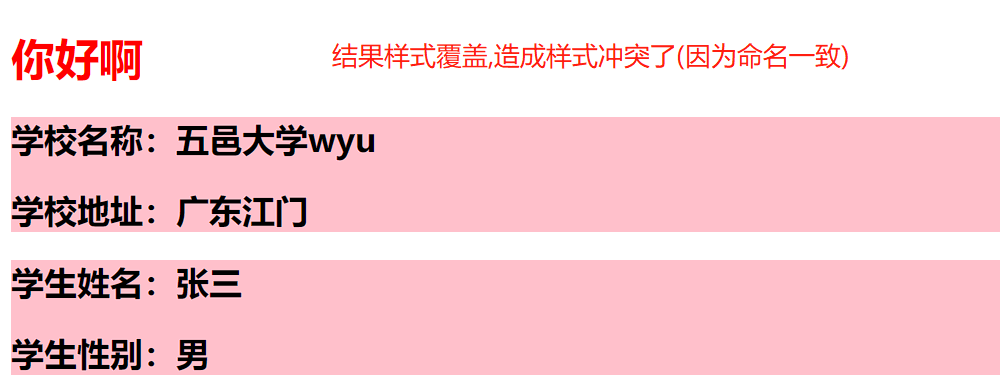 你好啊
结果样式覆盖,造成样式冲突了(因为命名一致)
学校名称：五邑大学wyu
学校地址：广东江门
学生姓名：张三
学生性别：男